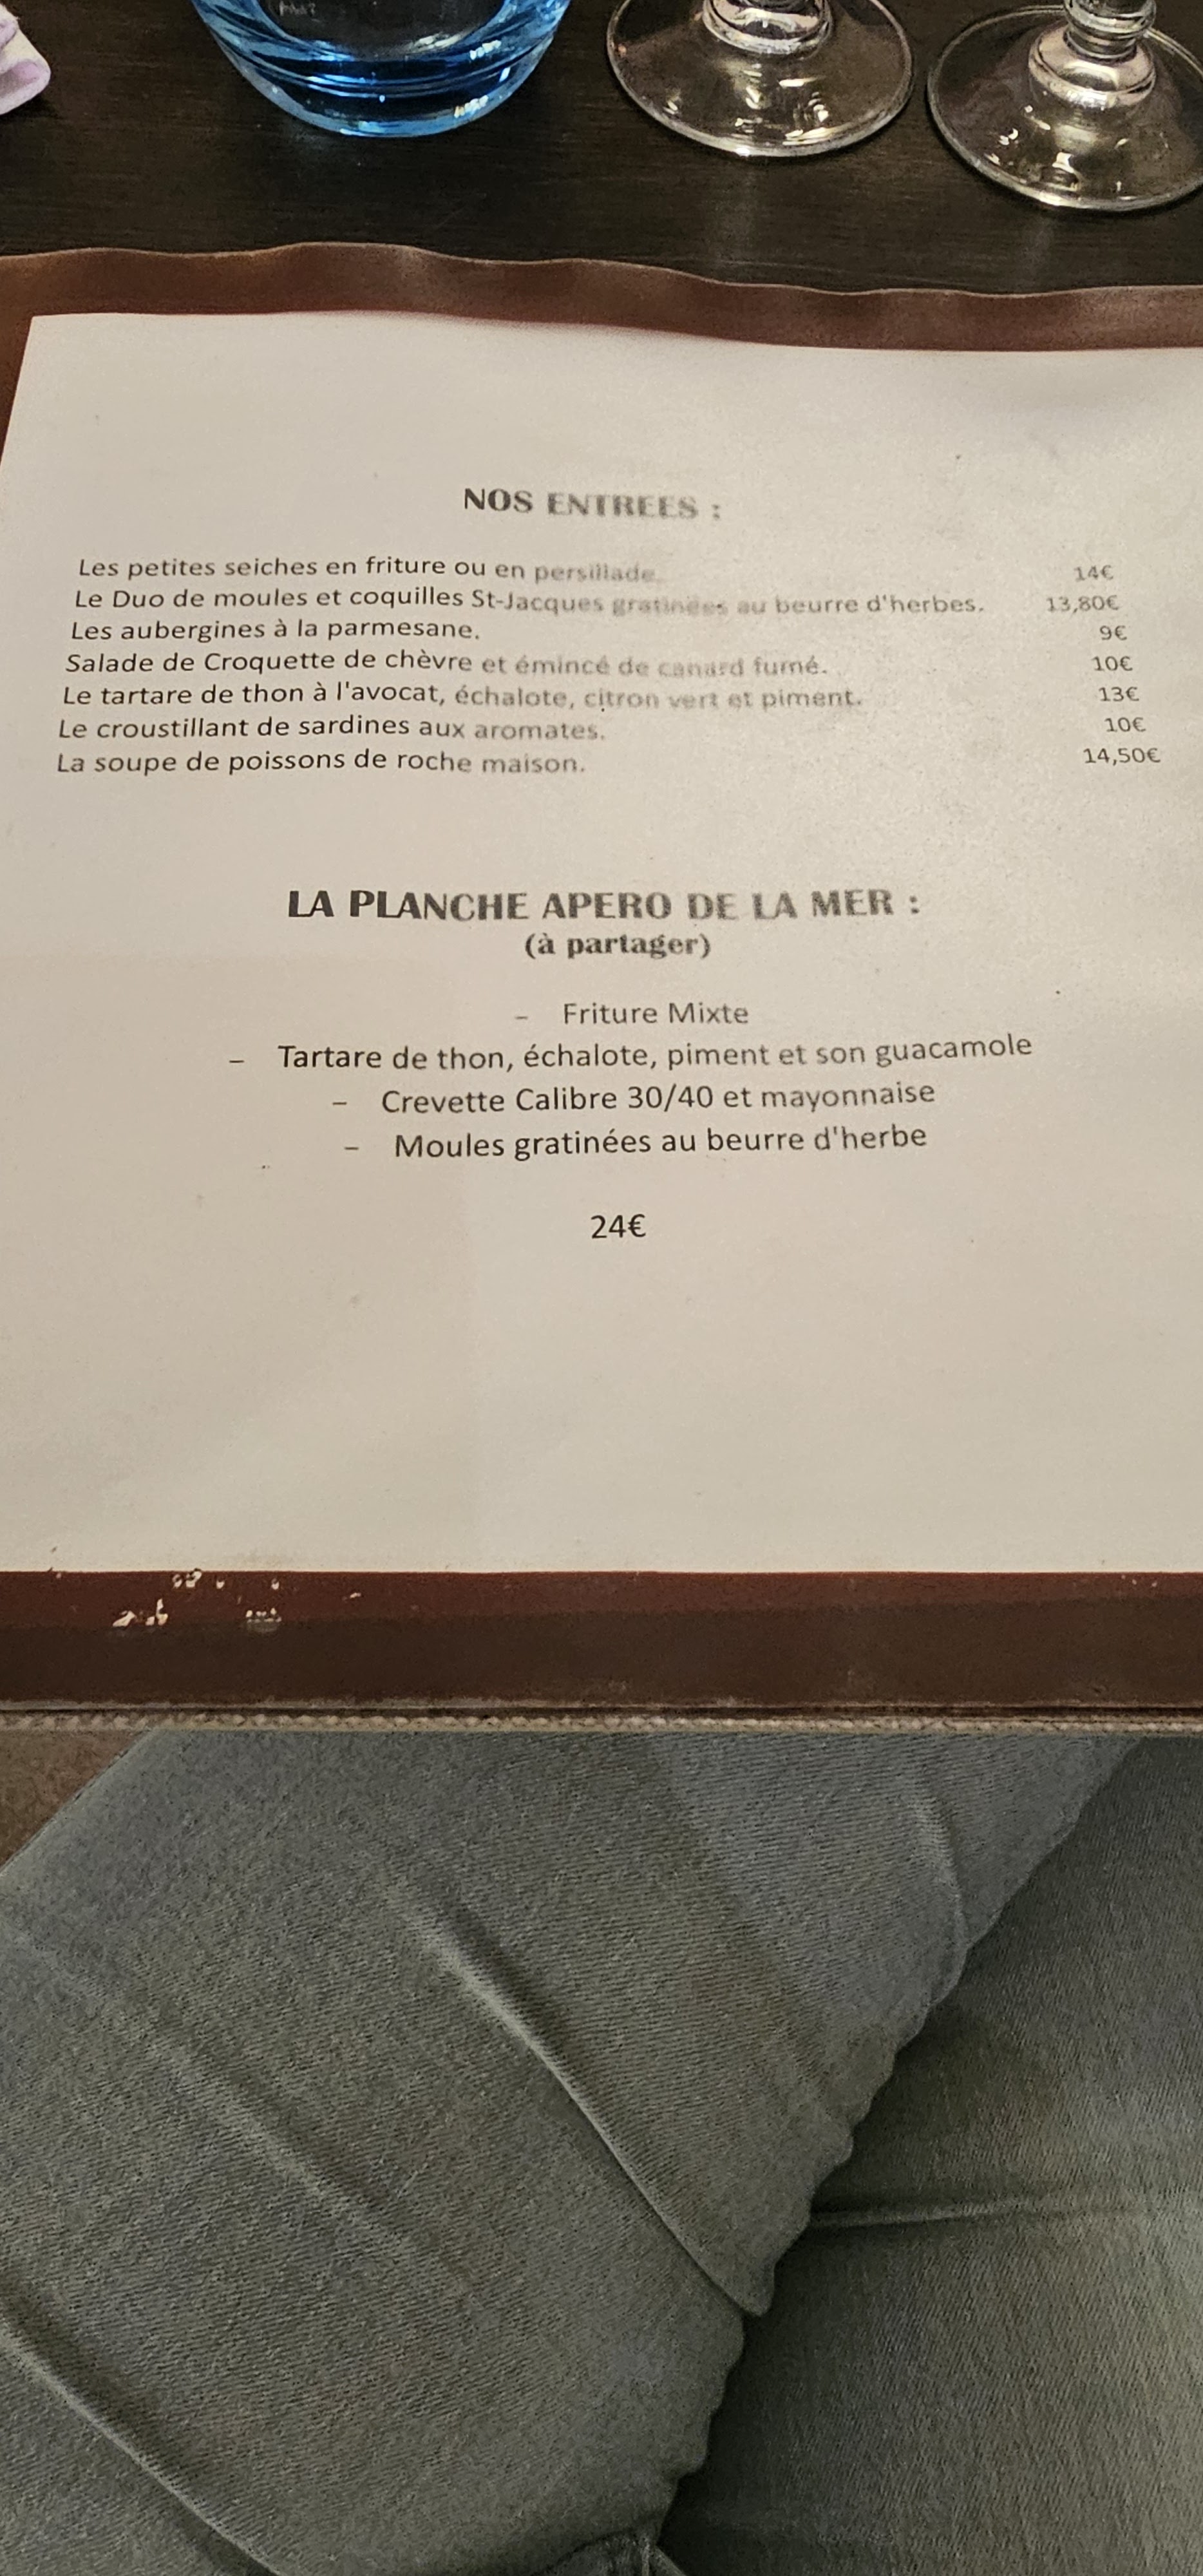 NOS ENTREES :
Les petites seiches en friture ou en persillade. 14€
Le Duo de moules et coquilles St-Jacques gratinées au beurre d'herbes. 13,80€
Les aubergines à la parmesane. 9€
Salade de Croquette de chèvre et émincé de canard fumé. 10€
Le tartare de thon à l'avocat, échalote, citron vert et piment. 13€
Le croustillant de sardines aux aromates. 10€
La soupe de poissons de roche maison. 14,50€
LA PLANCHE APERO DE LA MER :
(à partager)
– Friture Mixte
– Tartare de thon, échalote, piment et son guacamole
– Crevette Calibre 30/40 et mayonnaise
– Moules gratinées au beurre d'herbe
24€